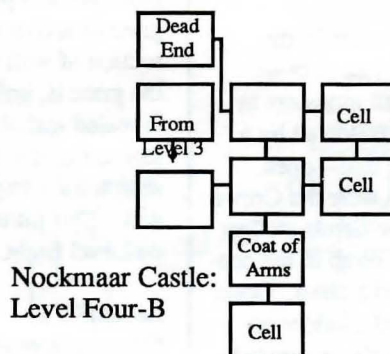 Dead
End
From
Level 3
Cell
Cell
Coat of
Arms
Nockmaar Castle:
Level Four-B
Cell